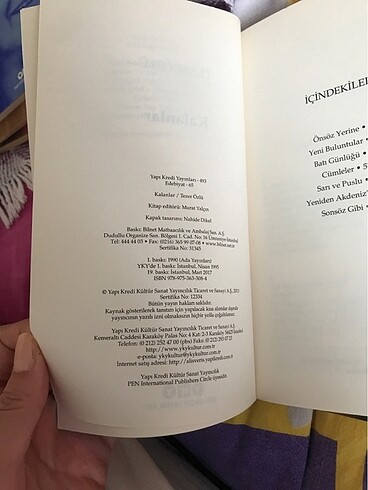 Yapı Kredi Yayınları - 493
Edebiyat - 65
Kalanlar / Tezer Özlü
Kitap editörü: Murat Yalçın
Kapak tasarımı: Nahide Dikel
Baskı: Bilnet Matbaacılık ve Ambalaj San. A.Ş.
Dudullu Organize San. Bölgesi 1. Cad. No: 16 Ümraniye-İstanbul
Tel: 444 44 03 • Fax: (0216) 365 99 07-08 • www.bilnet.net.tr
Sertifika No: 31345
1. baskı: 1990 (Ada Yayınları)
YKY'de 1. baskı: İstanbul, Nisan 1995
19. baskı: İstanbul, Mart 2017
ISBN 978-975-363-308-4
© Yapı Kredi Kültür Sanat Yayıncılık Ticaret ve Sanayi A.Ş., 2013
Sertifika No: 12334
Bütün yayın hakları saklıdır.
Kaynak gösterilerek tanıtım için yapılacak kısa alıntılar dışında
yayıncının yazılı izni olmaksızın hiçbir yolla çoğaltılamaz.
Yapı Kredi Kültür Sanat Yayıncılık Ticaret ve Sanayi A.Ş.
Kemeraltı Caddesi Karaköy Palas No: 4 Kat: 2-3 Karaköy 34425 İstanbul
Telefon: (0 212) 252 47 00 (pbx) Faks: (0 212) 293 07 23
http://www.ykykultur.com.tr
e-posta: ykykultur@ykykultur.com.tr
İnternet satış adresi: http://alisveris.yapikredi.com.tr
Yapı Kredi Kültür Sanat Yayıncılık
PEN International Publishers Circle üyesidir.
İÇİNDEKİLER
Önsöz Yerine •
Yeni Buluntular •
Batı Günlüğü •
Cümleler • 5
Sarı ve Puslu •
Yeniden Akdeniz
Sonsöz Gibi •